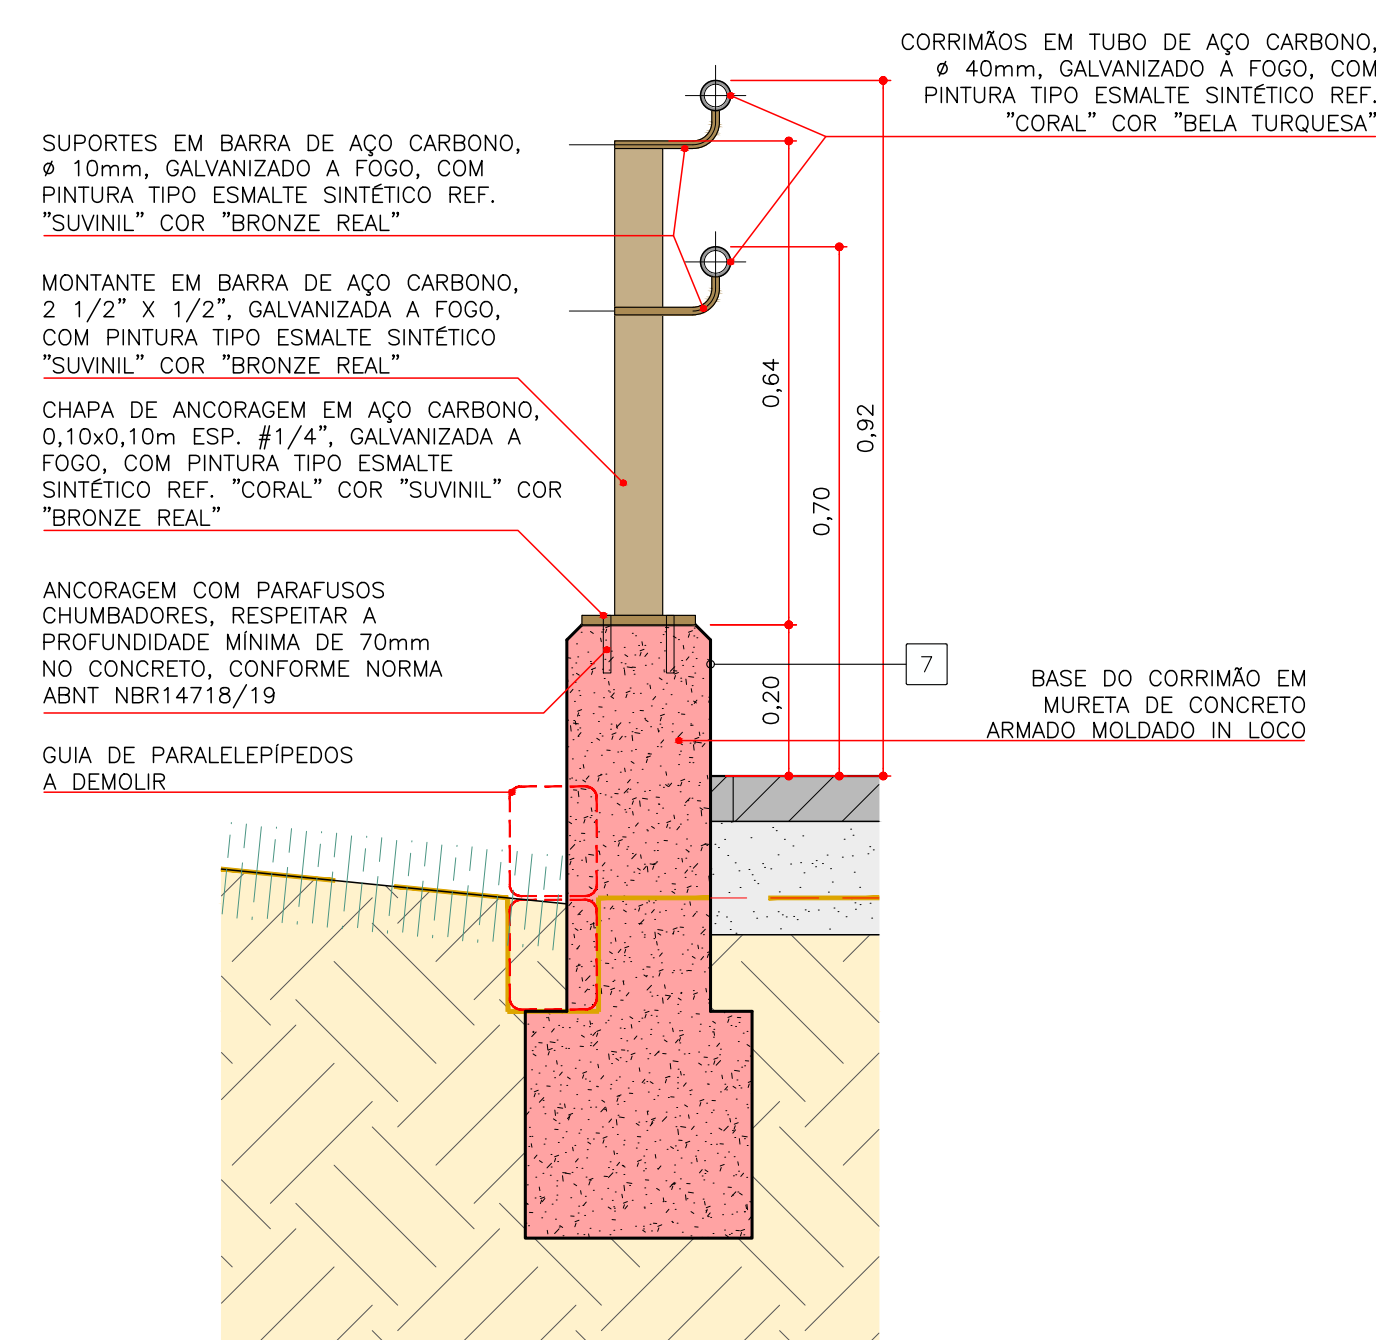 CORRIMÃOS EM TUBO DE AÇO CARBONO,
ø 40mm, GALVANIZADO A FOGO, COM
PINTURA TIPO ESMALTE SINTÉTICO REF.
"CORAL" COR "BELA TURQUESA"
SUPORTES EM BARRA DE AÇO CARBONO,
ø 10mm, GALVANIZADO A FOGO, COM
PINTURA TIPO ESMALTE SINTÉTICO REF.
"SUVINIL" COR "BRONZE REAL"
MONTANTE EM BARRA DE AÇO CARBONO,
2 1/2" X 1/2", GALVANIZADA A FOGO,
COM PINTURA TIPO ESMALTE SINTÉTICO
"SUVINIL" COR "BRONZE REAL"
CHAPA DE ANCORAGEM EM AÇO CARBONO,
0,10x0,10m ESP. #1/4", GALVANIZADA A
FOGO, COM PINTURA TIPO ESMALTE
SINTÉTICO REF. "CORAL" COR "SUVINIL" COR
"BRONZE REAL"
ANCORAGEM COM PARAFUSOS
CHUMBADORES, RESPEITAR A
PROFUNDIDADE MÍNIMA DE 70mm
NO CONCRETO, CONFORME NORMA
ABNT NBR14718/19
GUIA DE PARALELEPÍPEDOS
A DEMOLIR
0,64
0,92
0,70
0,20
7
BASE DO CORRIMÃO EM
MURETA DE CONCRETO
ARMADO MOLDADO IN LOCO